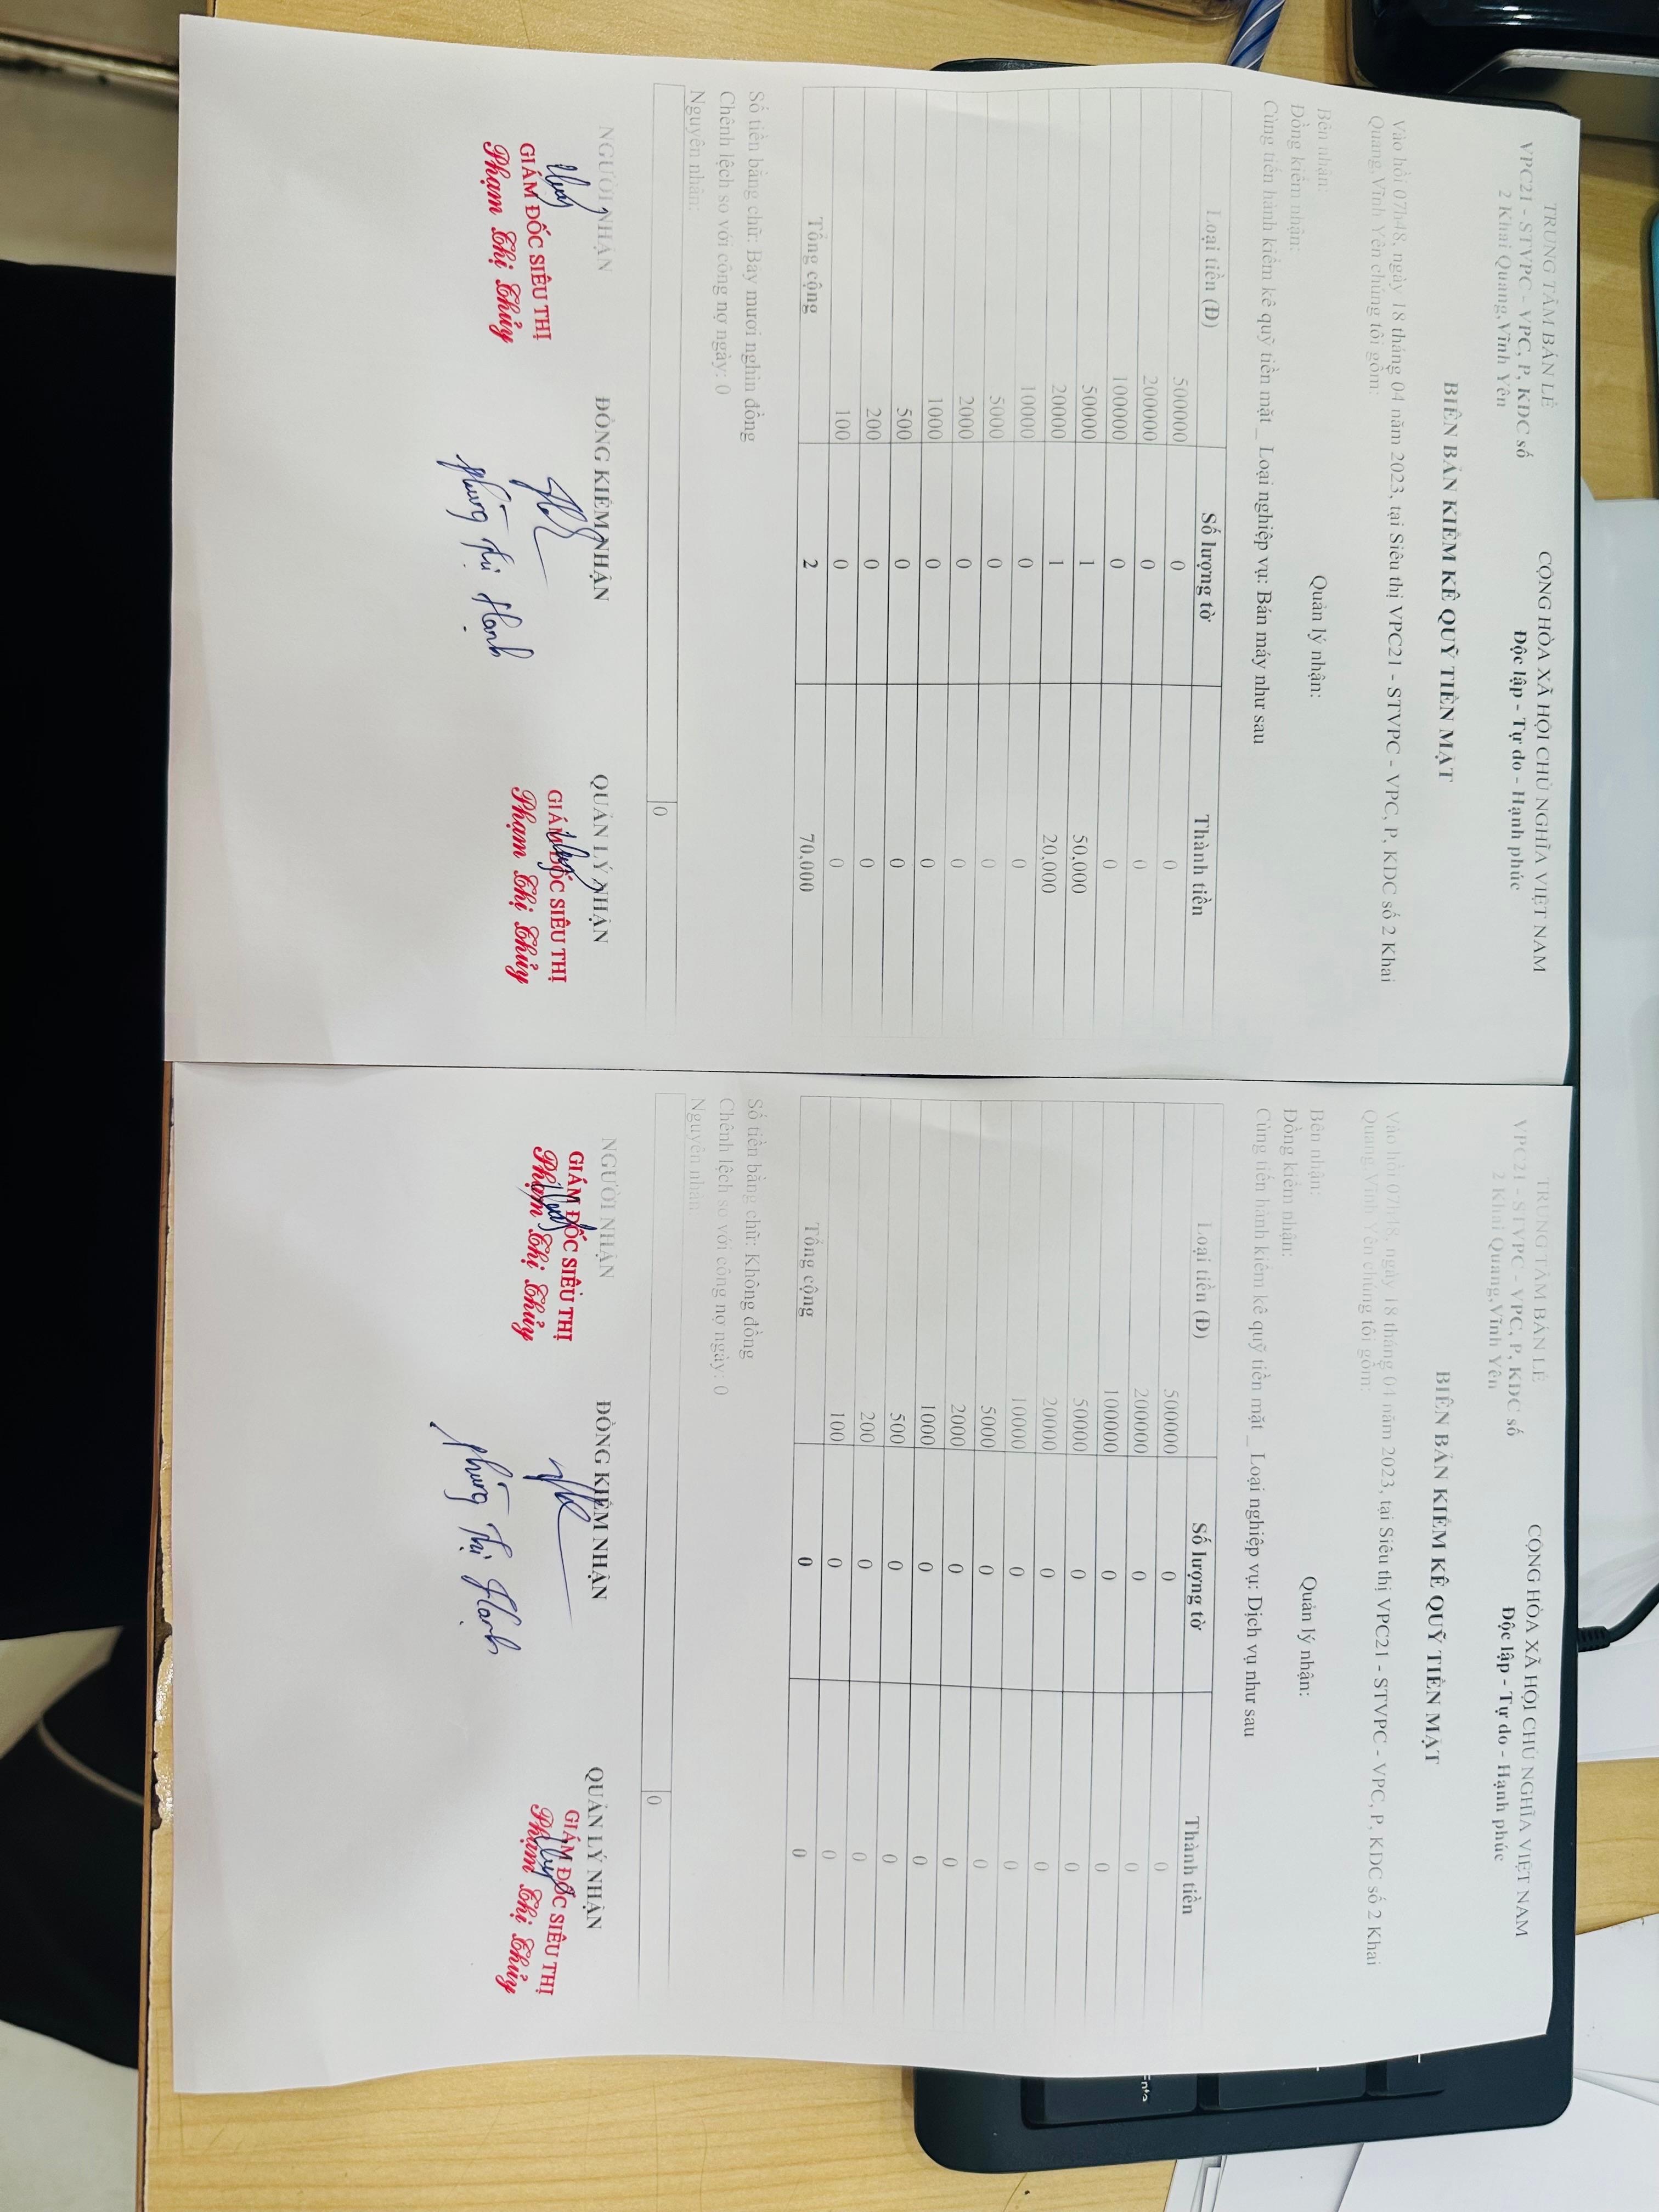 TRUNG TÂM BÁN LẺ
VPC21 - STVPC - VPC, P, KDC số
2 Khai Quang,Vĩnh Yên
CỘNG HÒA XÃ HỘI CHỦ NGHĨA VIỆT NAM
Độc lập - Tự do - Hạnh phúc
BIÊN BẢN KIỂM KÊ QUỸ TIỀN MẶT
Vào hồi 07h48, ngày 18 tháng 04 năm 2023, tại Siêu thị VPC21 - STVPC - VPC, P, KDC số 2 Khai
Quang,Vĩnh Yên chúng tôi gồm:
Bên nhận: Quản lý nhận:
Đồng kiểm nhận:
Cùng tiến hành kiểm kê quỹ tiền mặt _ Loại nghiệp vụ: Bán máy như sau
Loại tiền (Đ) Số lượng tờ Thành tiền
500000 0 0
200000 0 0
100000 0 0
50000 1 50,000
20000 1 20,000
10000 0 0
5000 0 0
2000 0 0
1000 0 0
500 0 0
200 0 0
100 0 0
Tổng cộng 2 70,000
Số tiền bằng chữ: Bảy mươi nghìn đồng
Chênh lệch so với công nợ ngày: 0
Nguyên nhân:
0
NGƯỜI NHẬN ĐỒNG KIỂM NHẬN QUẢN LÝ NHẬN
GIÁM ĐỐC SIÊU THỊ
Phạm Thị Thủy
Phùng Thị Hạnh
GIÁM ĐỐC SIÊU THỊ
Phạm Thị Thủy
TRUNG TÂM BÁN LẺ
VPC21 - STVPC - VPC, P, KDC số
2 Khai Quang,Vĩnh Yên
CỘNG HÒA XÃ HỘI CHỦ NGHĨA VIỆT NAM
Độc lập - Tự do - Hạnh phúc
BIÊN BẢN KIỂM KÊ QUỸ TIỀN MẶT
Vào hồi 07h48, ngày 18 tháng 04 năm 2023, tại Siêu thị VPC21 - STVPC - VPC, P, KDC số 2 Khai
Quang,Vĩnh Yên chúng tôi gồm:
Bên nhận: Quản lý nhận:
Đồng kiểm nhận:
Cùng tiến hành kiểm kê quỹ tiền mặt _ Loại nghiệp vụ: Dịch vụ như sau
Loại tiền (Đ) Số lượng tờ Thành tiền
500000 0 0
200000 0 0
100000 0 0
50000 0 0
20000 0 0
10000 0 0
5000 0 0
2000 0 0
1000 0 0
500 0 0
200 0 0
100 0 0
Tổng cộng 0 0
Số tiền bằng chữ: Không đồng
Chênh lệch so với công nợ ngày: 0
Nguyên nhân:
0
NGƯỜI NHẬN ĐỒNG KIỂM NHẬN QUẢN LÝ NHẬN
GIÁM ĐỐC SIÊU THỊ
Phạm Thị Thủy
Phùng Thị Hạnh
GIÁM ĐỐC SIÊU THỊ
Phạm Thị Thủy